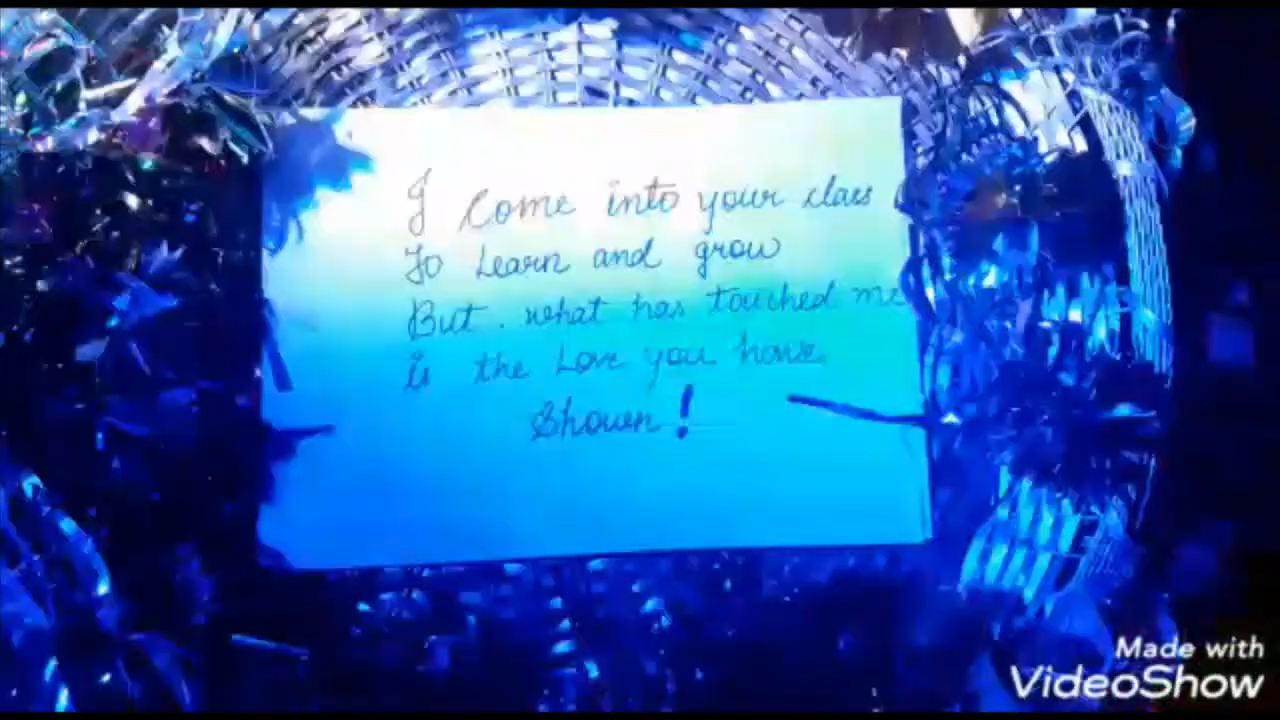 I come into your class
To Learn and grow
But. what has touched me
is the Love you have
Shown!
Made with
VideoShow